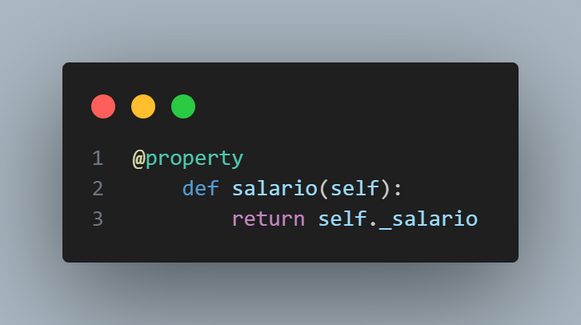 1 @property
2     def salario(self):
3         return self._salario